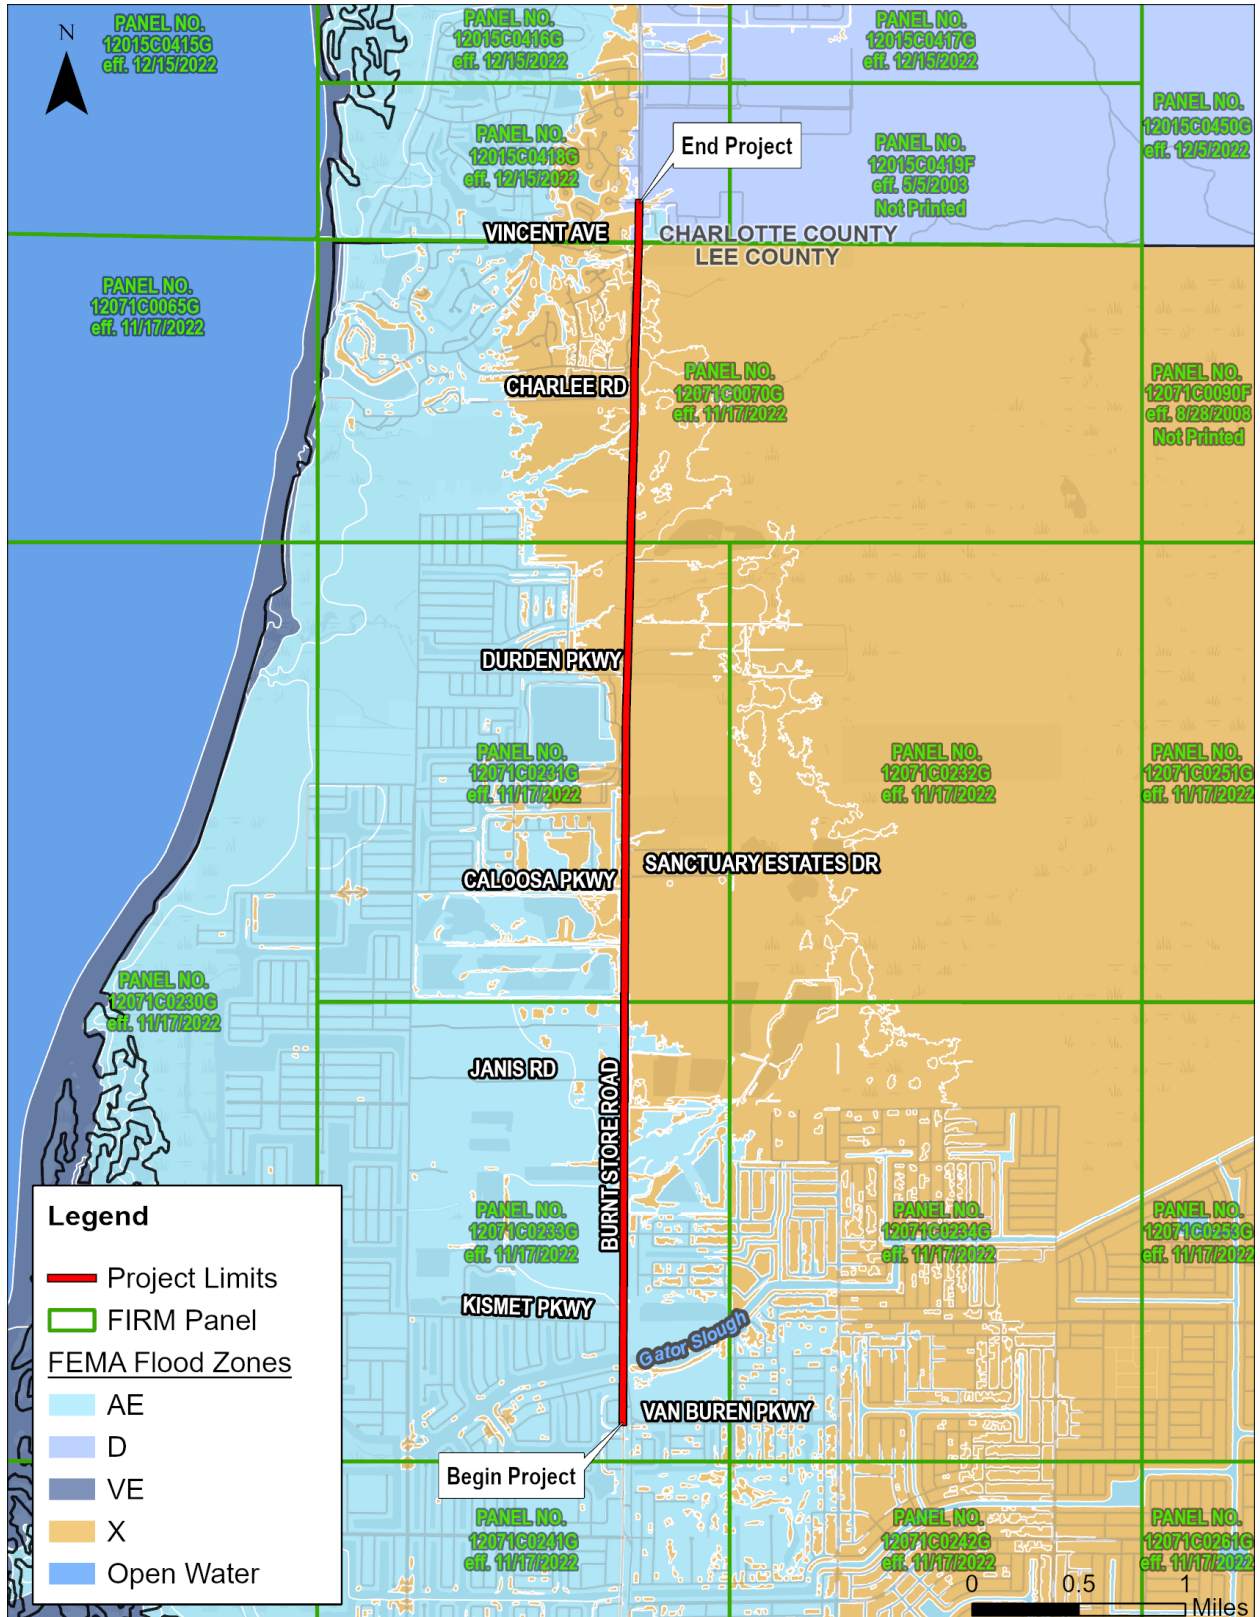 N
PANEL NO.
12015C0415G
eff. 12/15/2022
PANEL NO.
12015C0416G
eff. 12/15/2022
PANEL NO.
12015C0417G
eff. 12/15/2022
PANEL NO.
12015C0450G
eff. 12/5/2022
PANEL NO.
12015C0418G
eff. 12/15/2022
End Project
PANEL NO.
12015C0419F
eff. 5/5/2003
Not Printed
VINCENT AVE
CHARLOTTE COUNTY
LEE COUNTY
PANEL NO.
12071C0065G
eff. 11/17/2022
CHARLEE RD
PANEL NO.
12071C0070G
eff. 11/17/2022
PANEL NO.
12071C0090F
eff. 8/28/2008
Not Printed
DURDEN PKWY
PANEL NO.
12071C0231G
eff. 11/17/2022
PANEL NO.
12071C0232G
eff. 11/17/2022
PANEL NO.
12071C0251G
eff. 11/17/2022
CALOOSA PKWY
SANCTUARY ESTATES DR
PANEL NO.
12071C0230G
eff. 11/17/2022
JANIS RD
BURNT STORE ROAD
PANEL NO.
12071C0233G
eff. 11/17/2022
PANEL NO.
12071C0234G
eff. 11/17/2022
PANEL NO.
12071C0253G
eff. 11/17/2022
KISMET PKWY
Gator Slough
VAN BUREN PKWY
Begin Project
PANEL NO.
12071C0241G
eff. 11/17/2022
PANEL NO.
12071C0242G
eff. 11/17/2022
PANEL NO.
12071C0261G
eff. 11/17/2022
Legend
Project Limits
FIRM Panel
FEMA Flood Zones
AE
D
VE
X
Open Water
0 0.5 1
Miles